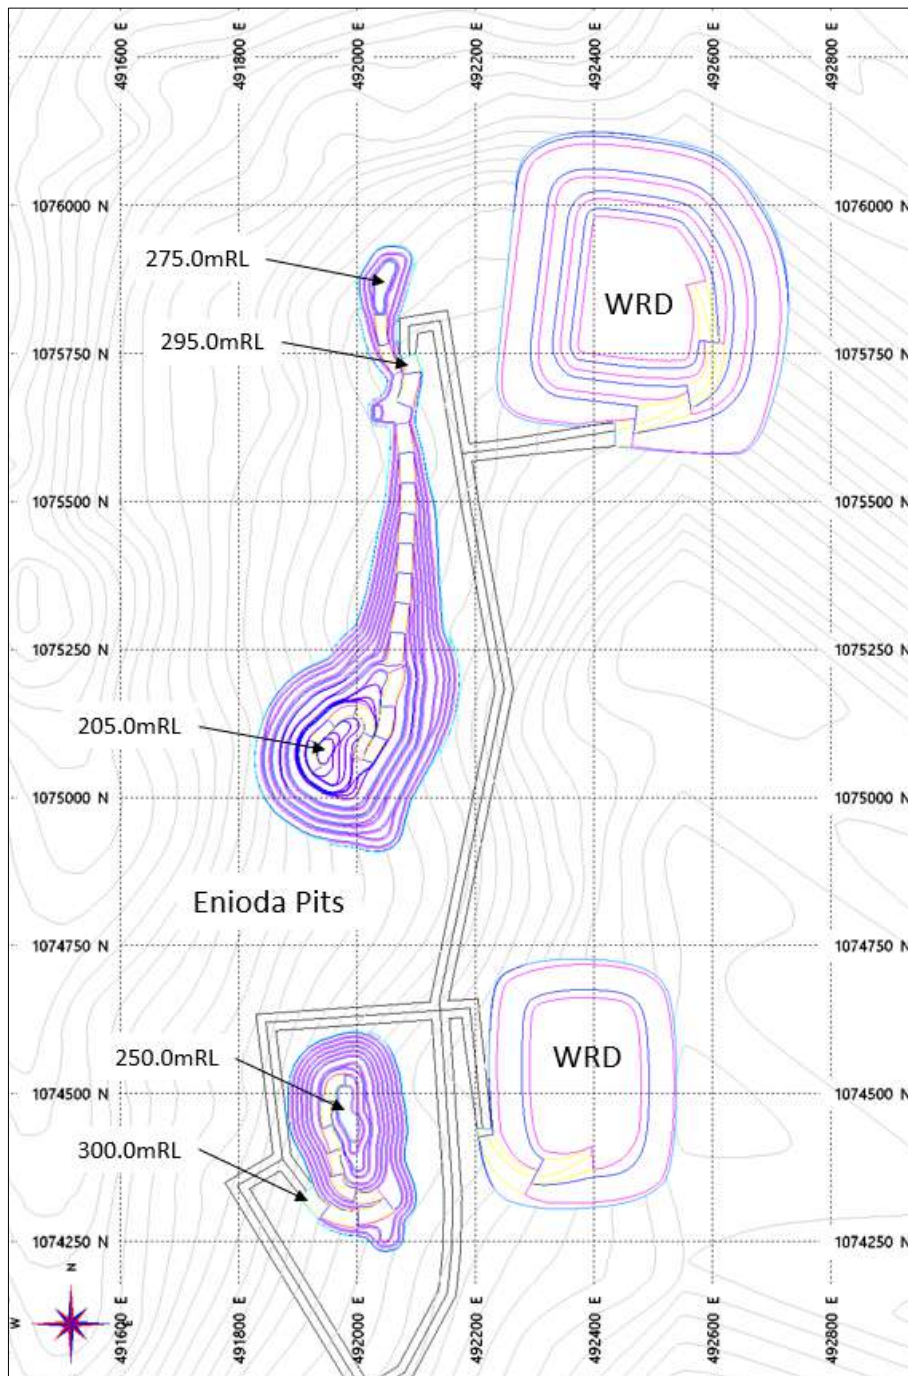 491600 E 491800 E 492000 E 492200 E 492400 E 492600 E 492800 E
1076000 N 1076000 N
275.0mRL
WRD
295.0mRL
1075750 N 1075750 N
1075500 N 1075500 N
1075250 N 1075250 N
205.0mRL
1075000 N 1075000 N
Enioda Pits
1074750 N 1074750 N
250.0mRL
WRD
1074500 N 1074500 N
300.0mRL
1074250 N 1074250 N
N
W E
491600 E 491800 E 492000 E 492200 E 492400 E 492600 E 492800 E